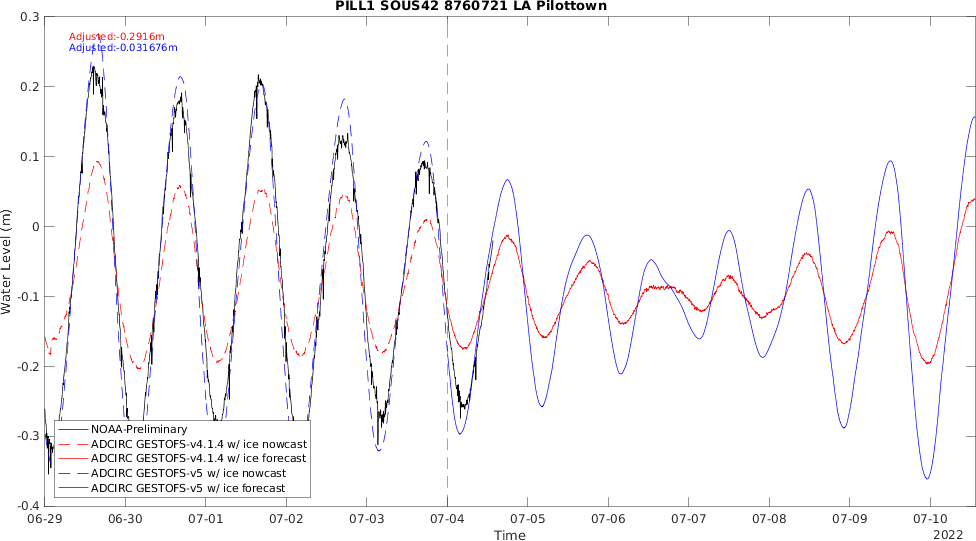 PILL1 SOUS42 8760721 LA Pilottown
0.3
Adjusted:-0.2916m
Adjusted:-0.031676m
0.2
0.1
0
-0.1
-0.2
-0.3
-0.4
Water Level (m)
NOAA-Preliminary
ADCIRC GESTOFS-v4.1.4 w/ ice nowcast
ADCIRC GESTOFS-v4.1.4 w/ ice forecast
ADCIRC GESTOFS-v5 w/ ice nowcast
ADCIRC GESTOFS-v5 w/ ice forecast
06-29 06-30 07-01 07-02 07-03 07-04 07-05 07-06 07-07 07-08 07-09 07-10
Time
2022